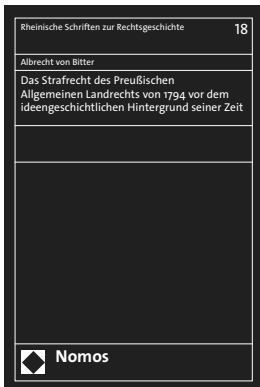 Rheinische Schriften zur Rechtsgeschichte 18
Albrecht von Bitter
Das Strafrecht des Preußischen
Allgemeinen Landrechts von 1794 vor dem
ideengeschichtlichen Hintergrund seiner Zeit
Nomos